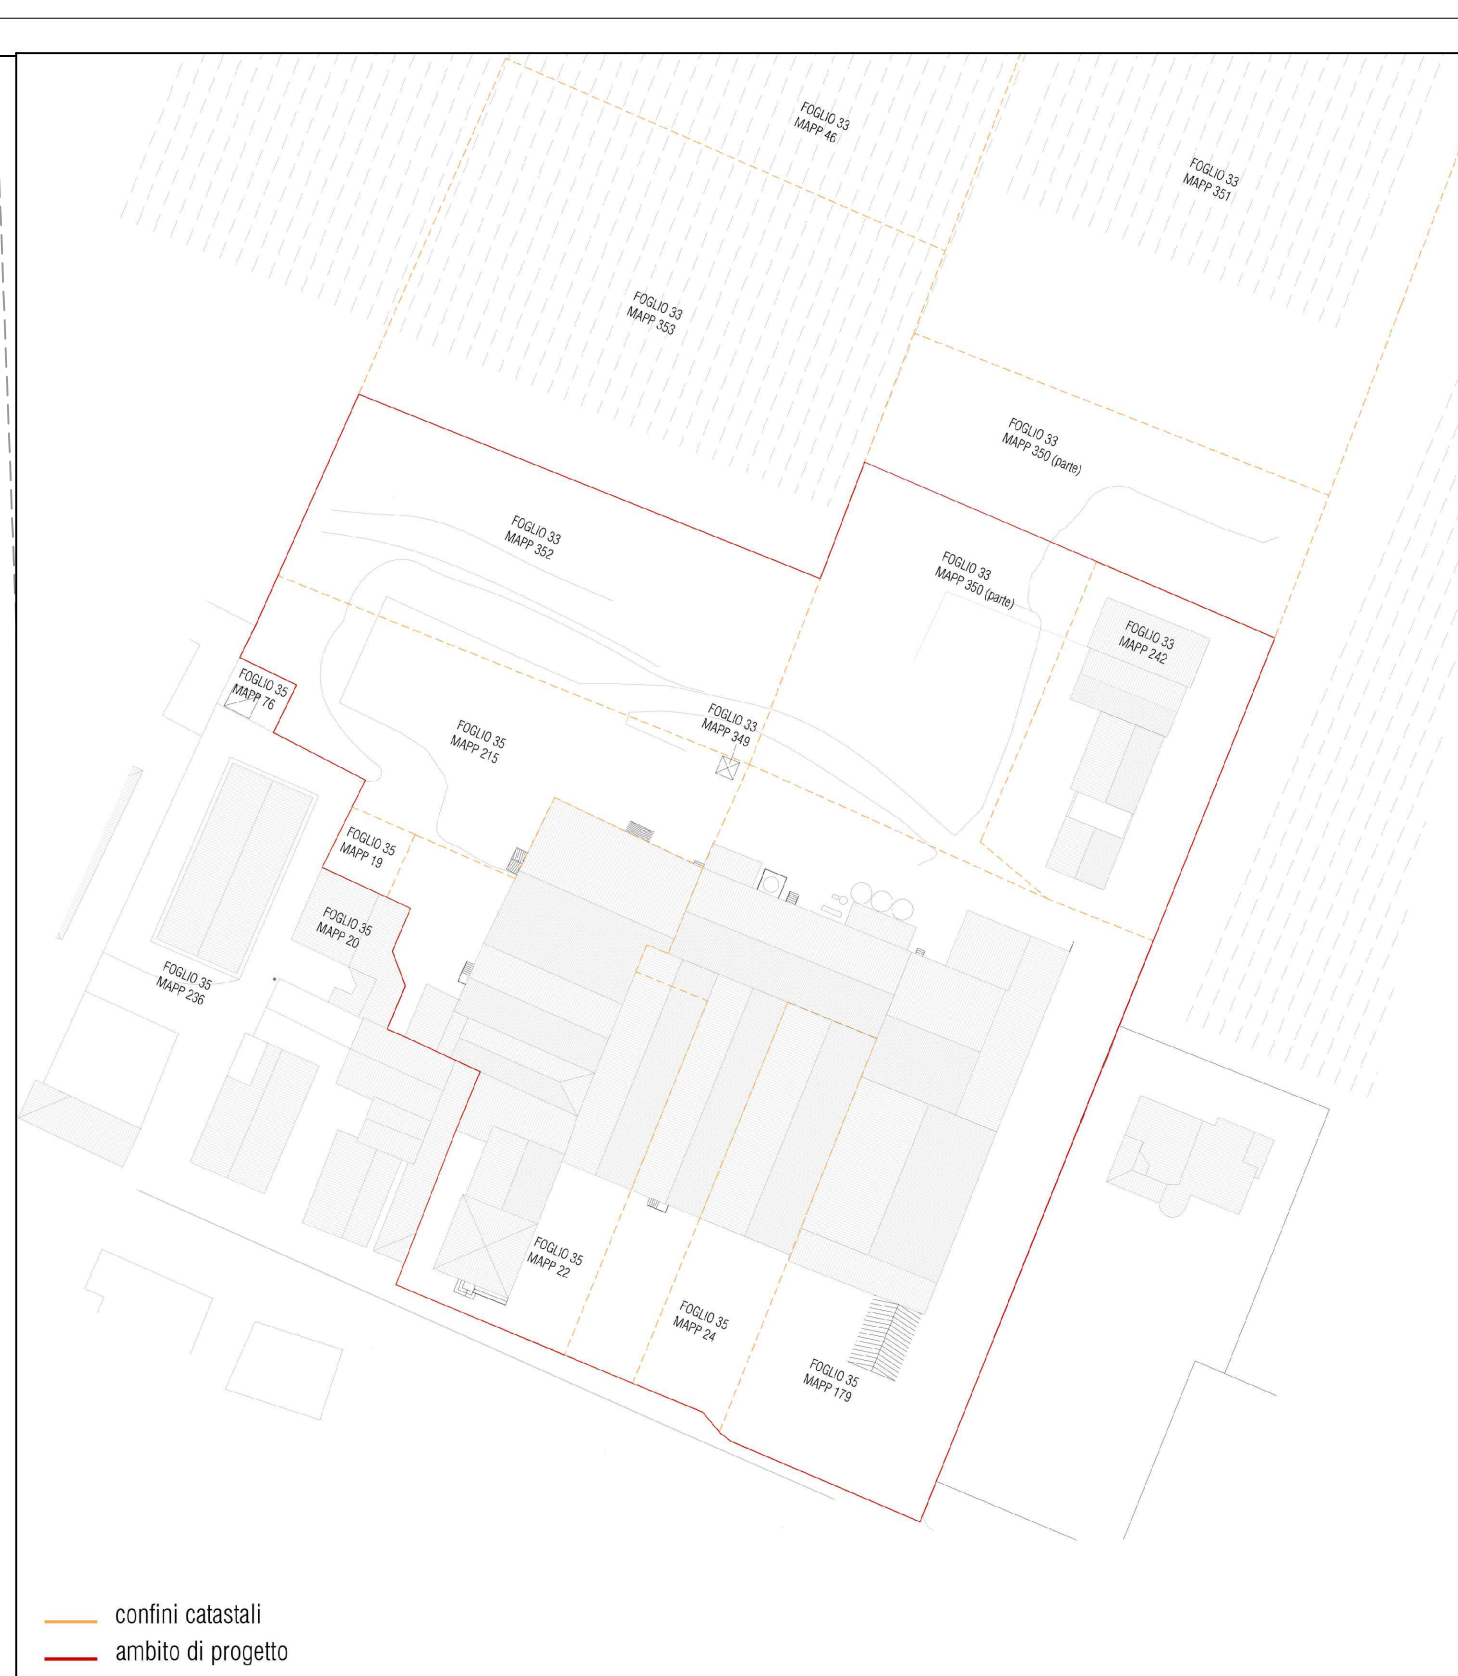 FOGLIO 33
MAPP 46
FOGLIO 33
MAPP 351
FOGLIO 33
MAPP 353
FOGLIO 33
MAPP 350 (parte)
FOGLIO 33
MAPP 352
FOGLIO 33
MAPP 350 (parte)
FOGLIO 33
MAPP 242
FOGLIO 35
MAPP 76
FOGLIO 33
MAPP 349
FOGLIO 35
MAPP 215
FOGLIO 35
MAPP 19
FOGLIO 35
MAPP 20
FOGLIO 35
MAPP 236
FOGLIO 35
MAPP 22
FOGLIO 35
MAPP 24
FOGLIO 35
MAPP 179
confini catastali
ambito di progetto